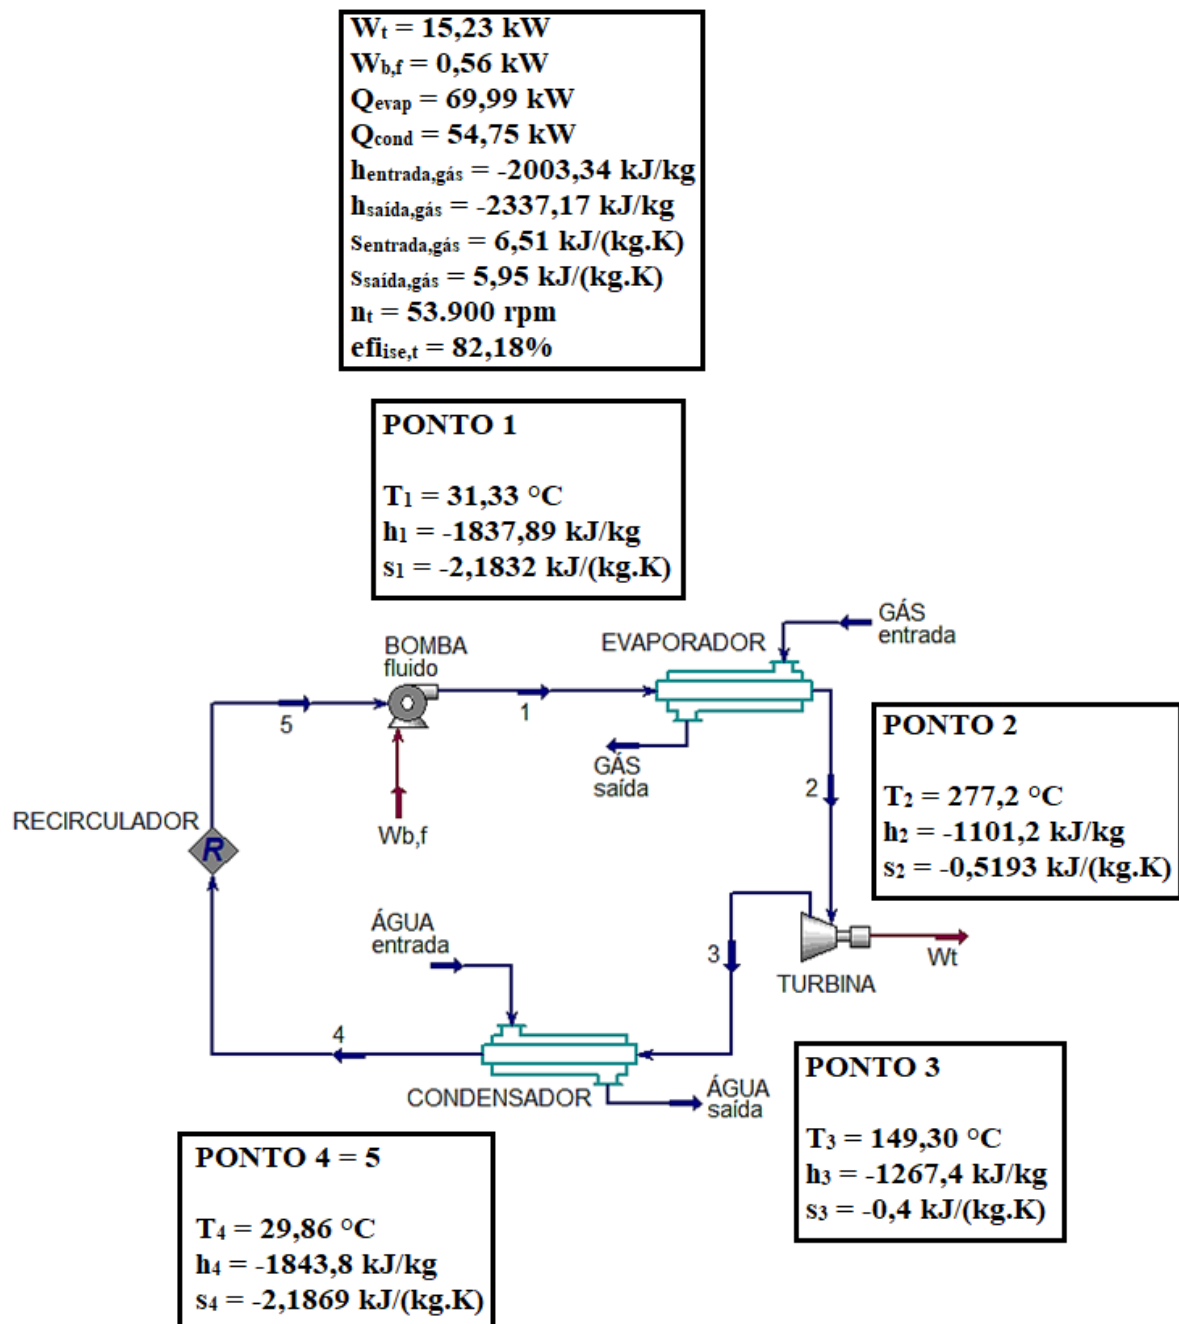 Wt = 15,23 kW
Wb,f = 0,56 kW
Qevap = 69,99 kW
Qcond = 54,75 kW
hentrada,gás = -2003,34 kJ/kg
hsaída,gás = -2337,17 kJ/kg
sentrada,gás = 6,51 kJ/(kg.K)
ssaída,gás = 5,95 kJ/(kg.K)
nt = 53.900 rpm
efiise,t = 82,18%
PONTO 1
T1 = 31,33 °C
h1 = -1837,89 kJ/kg
s1 = -2,1832 kJ/(kg.K)
GÁS
entrada
EVAPORADOR
BOMBA
fluido
5
1
GÁS
saída
2
PONTO 2
T2 = 277,2 °C
h2 = -1101,2 kJ/kg
s2 = -0,5193 kJ/(kg.K)
RECIRCULADOR
R
Wb,f
ÁGUA
entrada
3
Wt
TURBINA
4
CONDENSADOR
ÁGUA
saída
PONTO 3
T3 = 149,30 °C
h3 = -1267,4 kJ/kg
s3 = -0,4 kJ/(kg.K)
PONTO 4 = 5
T4 = 29,86 °C
h4 = -1843,8 kJ/kg
s4 = -2,1869 kJ/(kg.K)